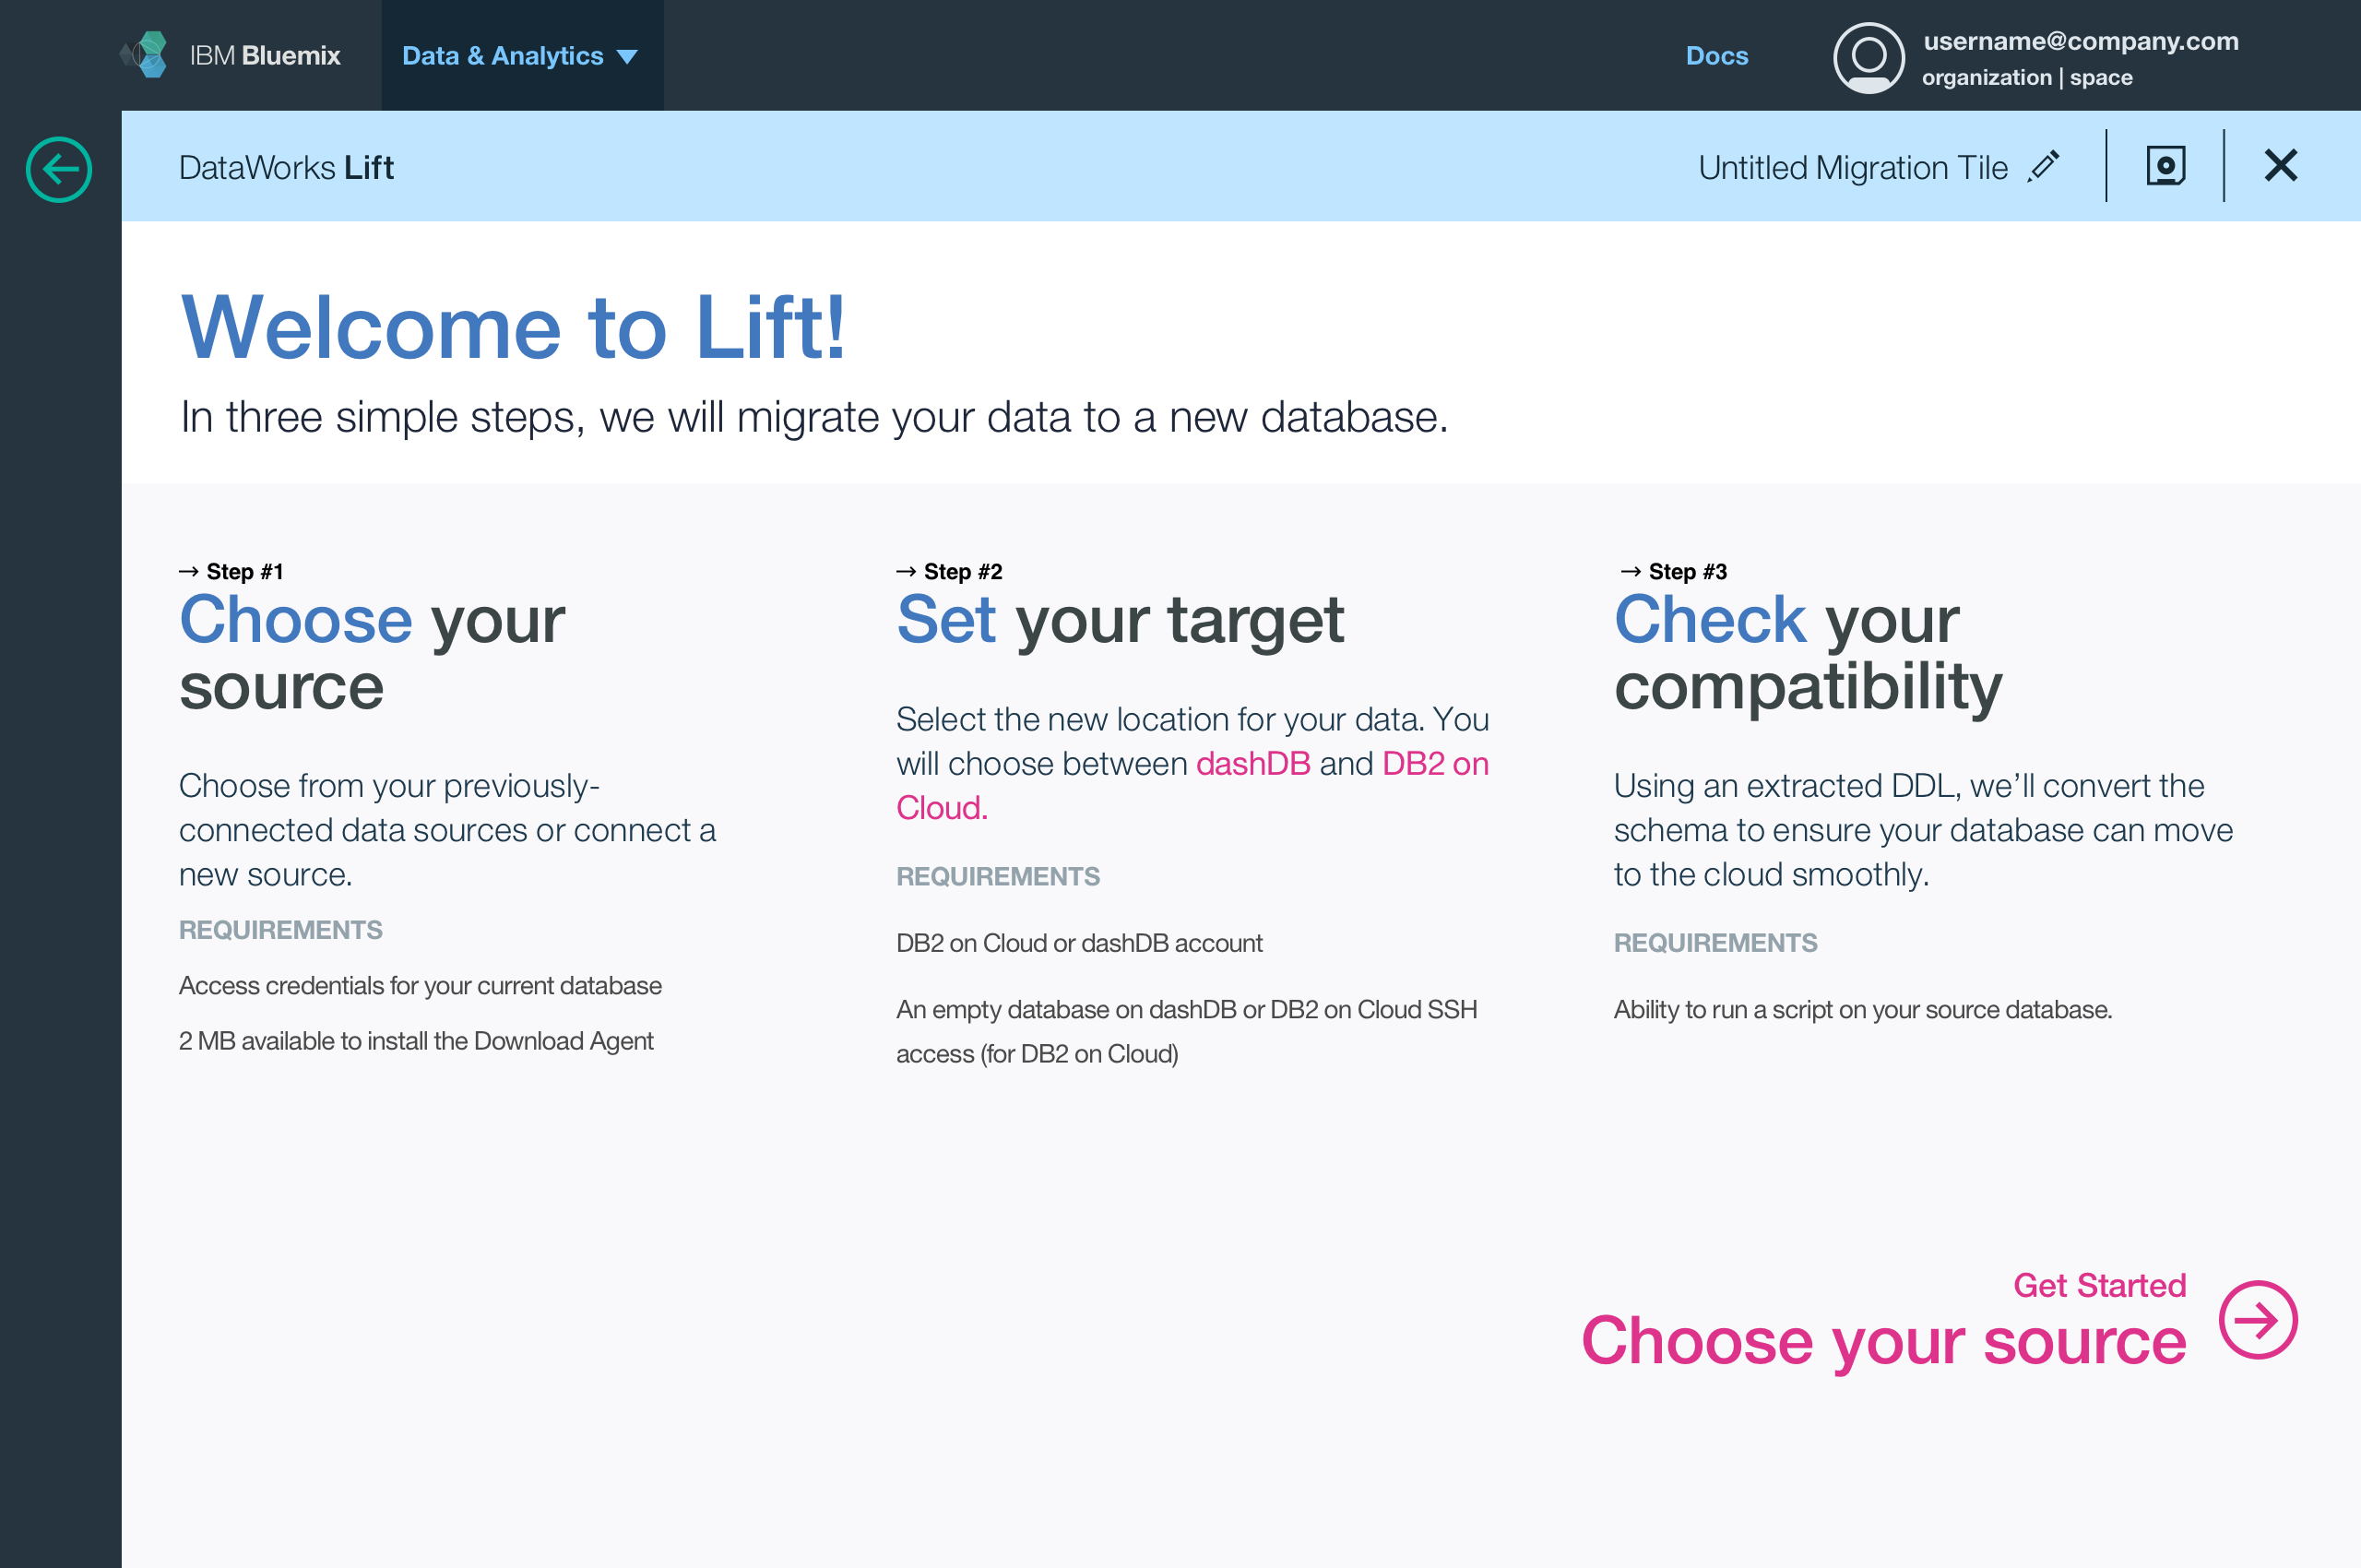 IBM Bluemix
Data & Analytics
Docs
username@company.com
organization | space
DataWorks Lift
Untitled Migration Tile
Welcome to Lift!
In three simple steps, we will migrate your data to a new database.
→ Step #1
Choose your
source
Choose from your previously-
connected data sources or connect a
new source.
REQUIREMENTS
Access credentials for your current database
2 MB available to install the Download Agent
→ Step #2
Set your target
Select the new location for your data. You
will choose between dashDB and DB2 on
Cloud.
REQUIREMENTS
DB2 on Cloud or dashDB account
An empty database on dashDB or DB2 on Cloud SSH
access (for DB2 on Cloud)
→ Step #3
Check your
compatibility
Using an extracted DDL, we’ll convert the
schema to ensure your database can move
to the cloud smoothly.
REQUIREMENTS
Ability to run a script on your source database.
Get Started
Choose your source